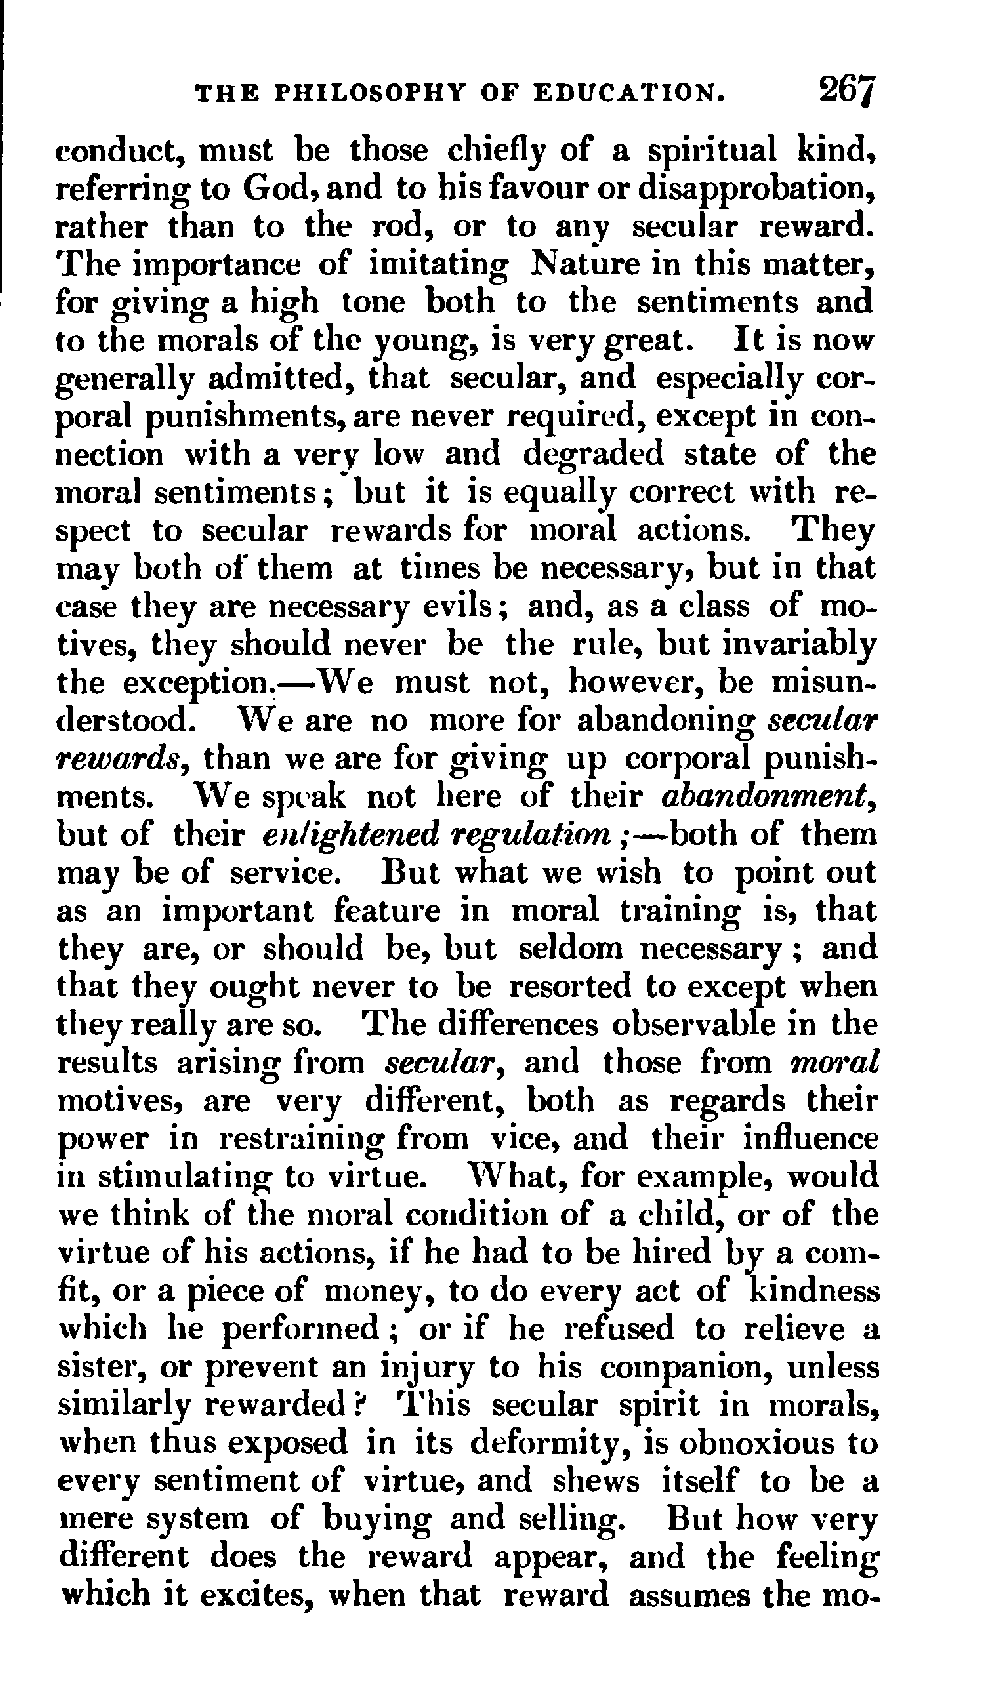 THE PHILOSOPHY OF EDUCATION. 267
conduct, must be those chiefly of a spiritual kind,
referring to God, and to his favour or disapprobation,
rather than to the rod, or to any secular reward.
The importance of imitating Nature in this matter,
for giving a high tone both to the sentiments and
to the morals of the young, is very great. It is now
generally admitted, that secular, and especially cor-
poral punishments, are never required, except in con-
nection with a very low and degraded state of the
moral sentiments; but it is equally correct with re-
spect to secular rewards for moral actions. They
may both of them at times be necessary, but in that
case they are necessary evils; and, as a class of mo-
tives, they should never be the rule, but invariably
the exception.—We must not, however, be misun-
derstood. We are no more for abandoning secular
rewards, than we are for giving up corporal punish-
ments. We speak not here of their abandonment,
but of their enlightened regulation;—both of them
may be of service. But what we wish to point out
as an important feature in moral training is, that
they are, or should be, but seldom necessary; and
that they ought never to be resorted to except when
they really are so. The differences observable in the
results arising from secular, and those from moral
motives, are very different, both as regards their
power in restraining from vice, and their influence
in stimulating to virtue. What, for example, would
we think of the moral condition of a child, or of the
virtue of his actions, if he had to be hired by a com-
fit, or a piece of money, to do every act of kindness
which he performed; or if he refused to relieve a
sister, or prevent an injury to his companion, unless
similarly rewarded? This secular spirit in morals,
when thus exposed in its deformity, is obnoxious to
every sentiment of virtue, and shews itself to be a
mere system of buying and selling. But how very
different does the reward appear, and the feeling
which it excites, when that reward assumes the mo-